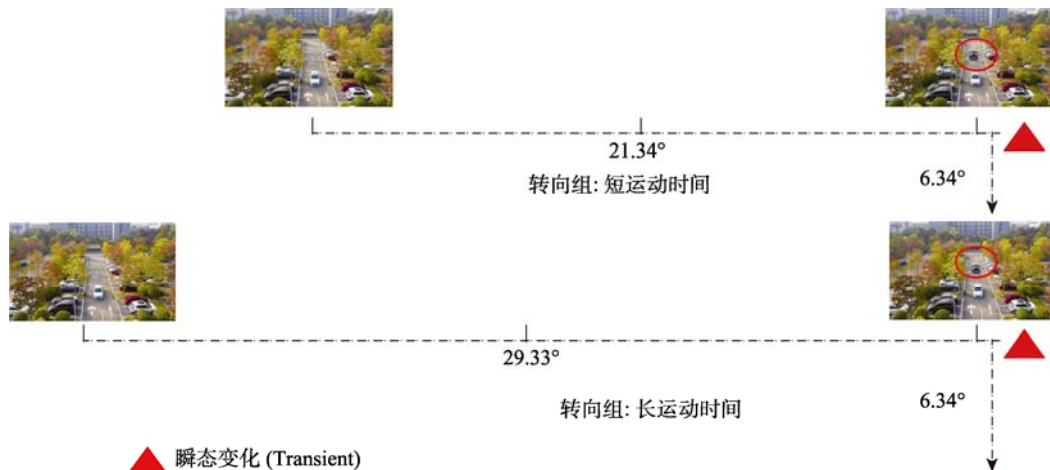 21.34°
转向组: 短运动时间
6.34°
29.33°
转向组: 长运动时间
6.34°
瞬态变化 (Transient)